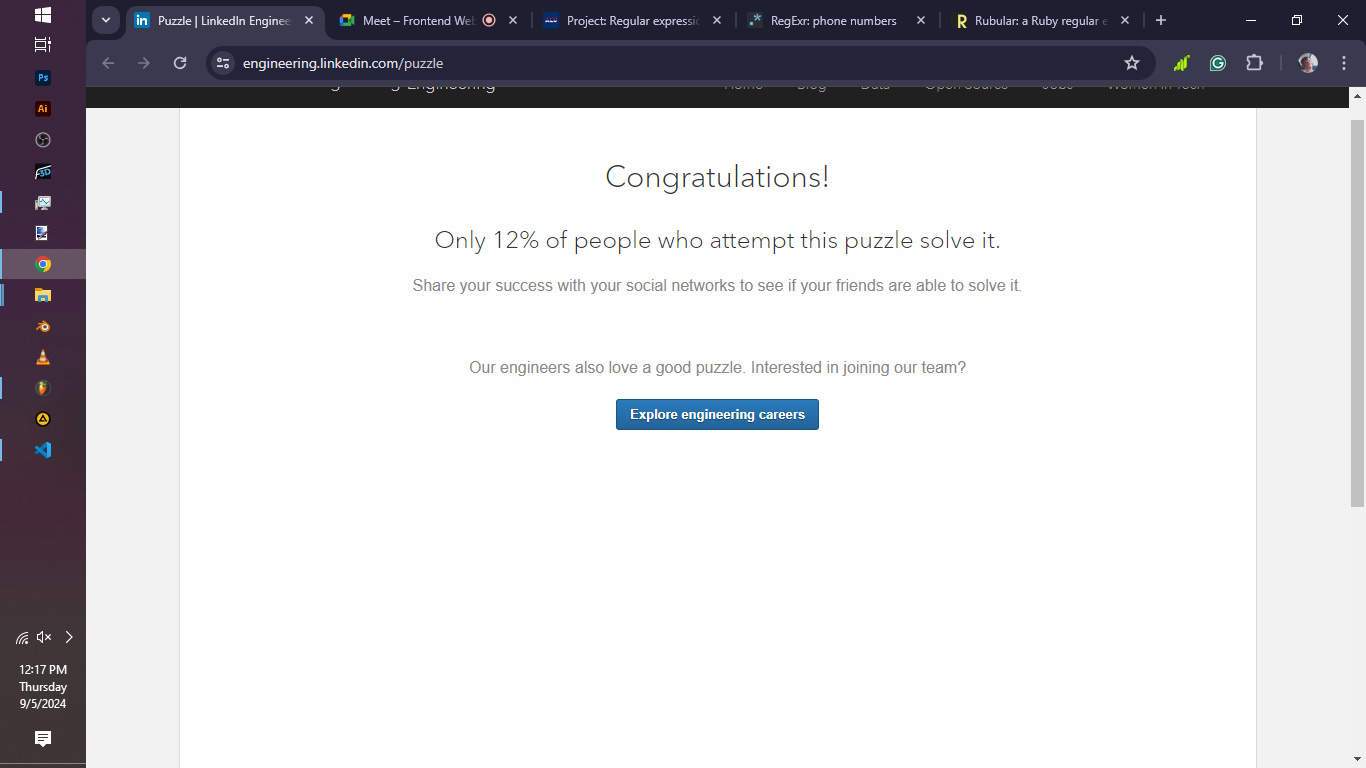 Puzzle | LinkedIn Enginee
Meet – Frontend We
Project: Regular expressi
RegExr: phone numbers
Rubular: a Ruby regular e
engineering.linkedin.com/puzzle
Engineering
Home Blog Data Open Source Jobs Women In Tech
Congratulations!
Only 12% of people who attempt this puzzle solve it.
Share your success with your social networks to see if your friends are able to solve it.
Our engineers also love a good puzzle. Interested in joining our team?
Explore engineering careers
Ps
Ai
12:17 PM
Thursday
9/5/2024